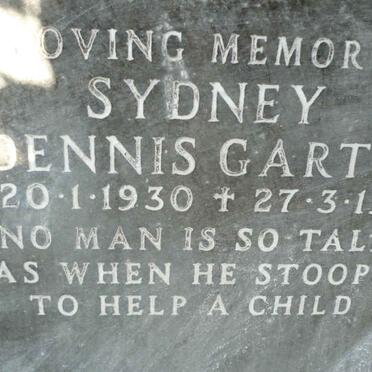 OVING MEMOR
SYDNEY
DENNIS GART
20·1·1930 ✝ 27·3·1
NO MAN IS SO TAL
AS WHEN HE STOOP
TO HELP A CHILD